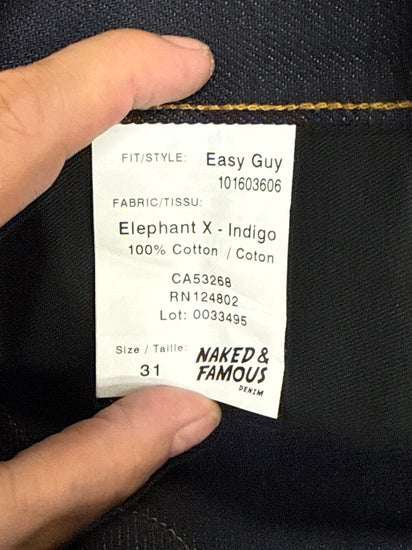 FIT/STYLE: Easy Guy
101603606
FABRIC/TISSU:
Elephant X - Indigo
100% Cotton / Coton
CA53268
RN124802
Lot: 0033495
Size / Taille:
31
NAKED &
FAMOUS
DENIM